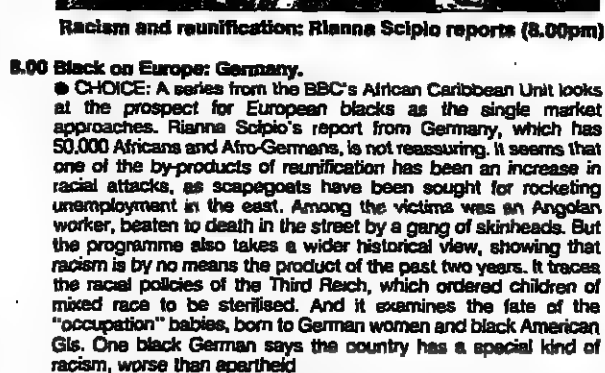 Racism and reunification: Rianna Scipio reports (8.00pm)
8.00 Black on Europe: Germany.
● CHOICE: A series from the BBC's African Caribbean Unit looks
at the prospect for European blacks as the single market
approaches. Rianna Scipio's report from Germany, which has
50,000 Africans and Afro-Germans, is not reassuring. It seems that
one of the by-products of reunification has been an increase in
racial attacks, as scapegoats have been sought for rocketing
unemployment in the east. Among the victims was an Angolan
worker, beaten to death in the street by a gang of skinheads. But
the programme also takes a wider historical view, showing that
racism is by no means the product of the past two years. It traces
the racial policies of the Third Reich, which ordered children of
mixed race to be sterilised. And it examines the fate of the
"occupation" babies, born to German women and black American
GIs. One black German says the country has a special kind of
racism, worse than apartheid